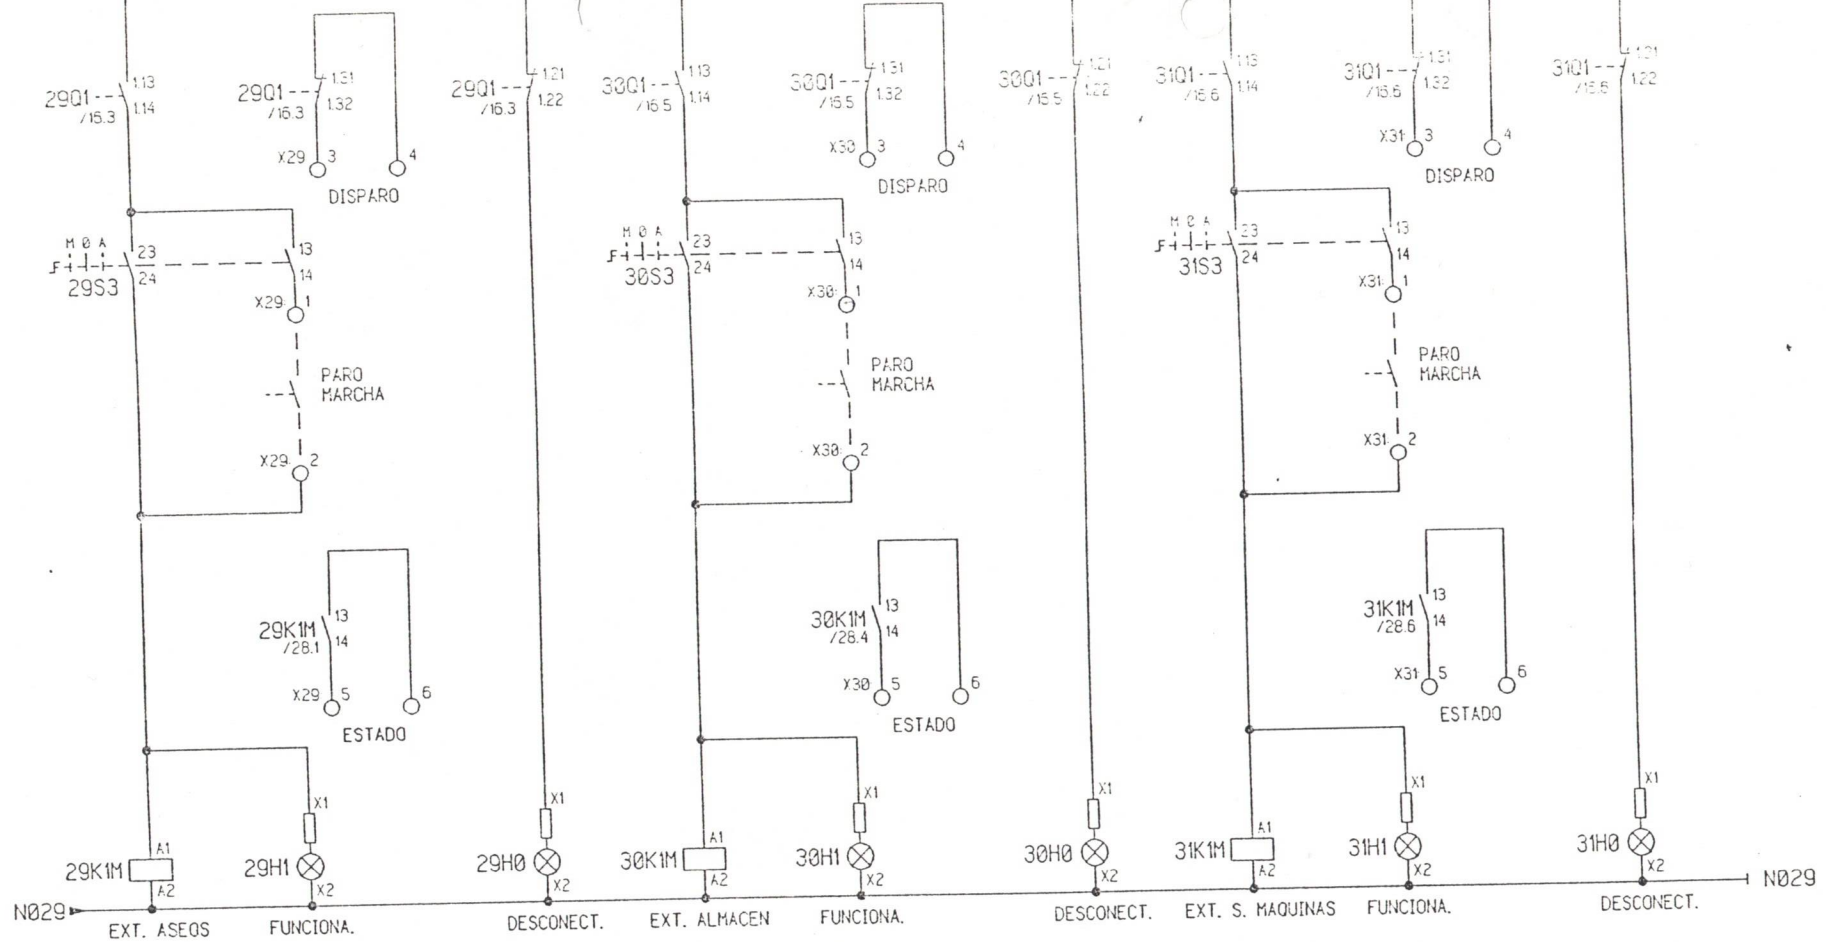 29Q1 1.13
/15.3 1.14
29Q1 1.31
/16.3 1.32
X29 3 4
DISPARO
29Q1 1.21
/16.3 1.22
30Q1 1.13
/16.5 1.14
30Q1 1.31
/16.5 1.32
X30 3 4
DISPARO
30Q1 1.21
/16.5 1.22
31Q1 1.13
/16.6 1.14
31Q1 1.31
/16.6 1.32
X31: 3 4
DISPARO
31Q1 1.21
/16.6 1.22
M 0 A
23
24
29S3
13
14
X29: 1
PARO
MARCHA
X29: 2
M 0 A
23
24
30S3
13
14
X30: 1
PARO
MARCHA
X30: 2
M 0 A
23
24
31S3
13
14
X31: 1
PARO
MARCHA
X31: 2
29K1M 13
/28.1 14
X29 5 6
ESTADO
30K1M 13
/28.4 14
X30 5 6
ESTADO
31K1M 13
/28.6 14
X31: 5 6
ESTADO
29K1M A1
A2
29H1 X1
X2
29H0 X1
X2
30K1M A1
A2
30H1 X1
X2
30H0 X1
X2
31K1M A1
A2
31H1 X1
X2
31H0 X1
X2
N029 N029
EXT. ASEOS FUNCIONA. DESCONECT. EXT. ALMACEN FUNCIONA. DESCONECT. EXT. S. MAQUINAS FUNCIONA. DESCONECT.